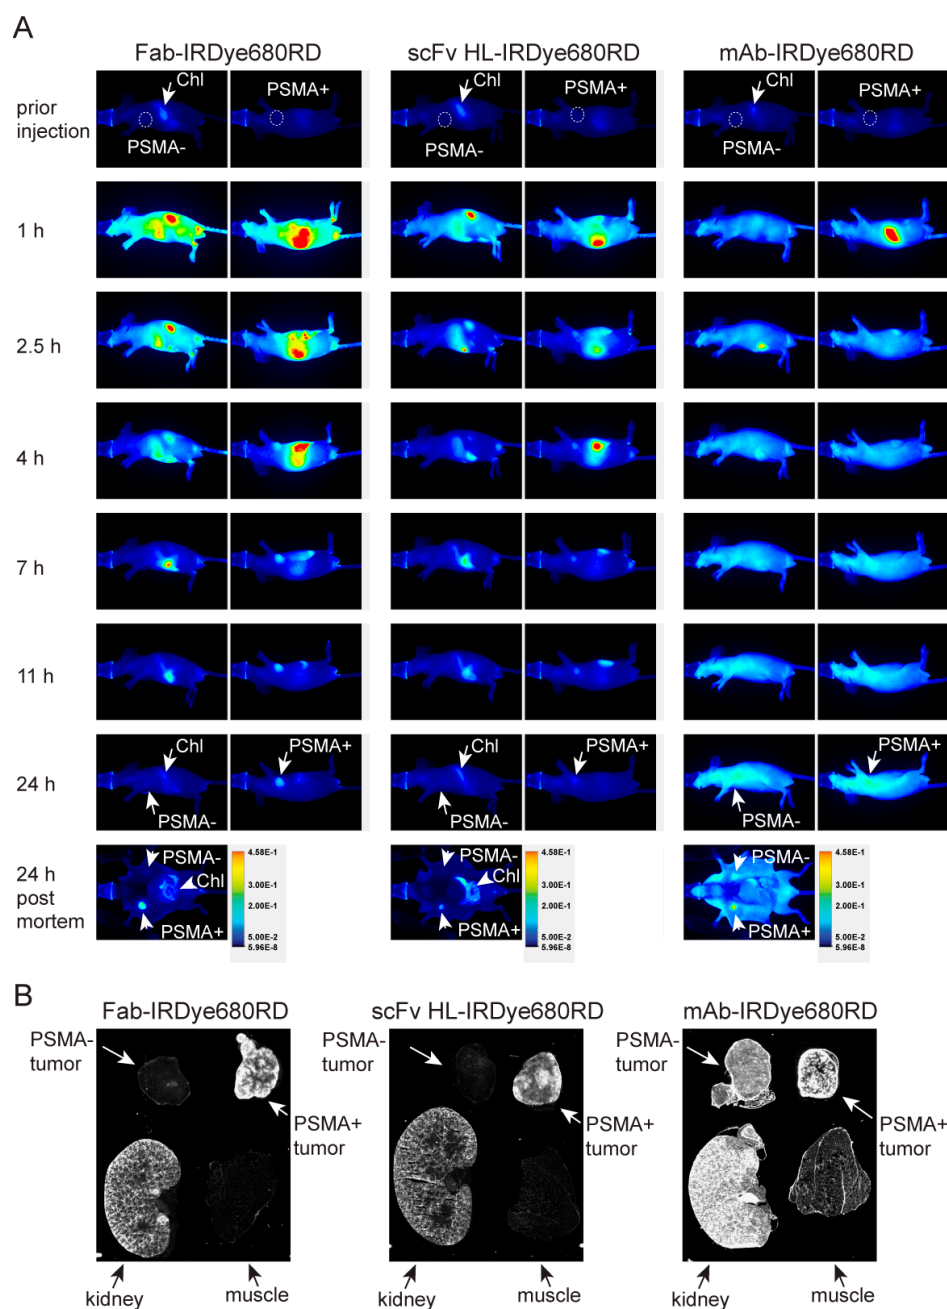 A
Fab-IRDye680RD
scFv HL-IRDye680RD
mAb-IRDye680RD
prior
injection
Chl
PSMA-
PSMA+
Chl
PSMA-
PSMA+
Chl
PSMA-
PSMA+
1 h
2.5 h
4 h
7 h
11 h
24 h
Chl
PSMA-
PSMA+
Chl
PSMA-
PSMA+
PSMA-
PSMA+
24 h
post
mortem
PSMA-
Chl
PSMA+
4.58E-1
3.00E-1
2.00E-1
5.00E-2
5.96E-8
PSMA-
Chl
PSMA+
4.58E-1
3.00E-1
2.00E-1
5.00E-2
5.96E-8
PSMA-
PSMA+
4.58E-1
3.00E-1
2.00E-1
5.00E-2
5.96E-8
B
Fab-IRDye680RD
scFv HL-IRDye680RD
mAb-IRDye680RD
PSMA-
tumor
PSMA+
tumor
kidney
muscle
PSMA-
tumor
PSMA+
tumor
kidney
muscle
PSMA-
tumor
PSMA+
tumor
kidney
muscle